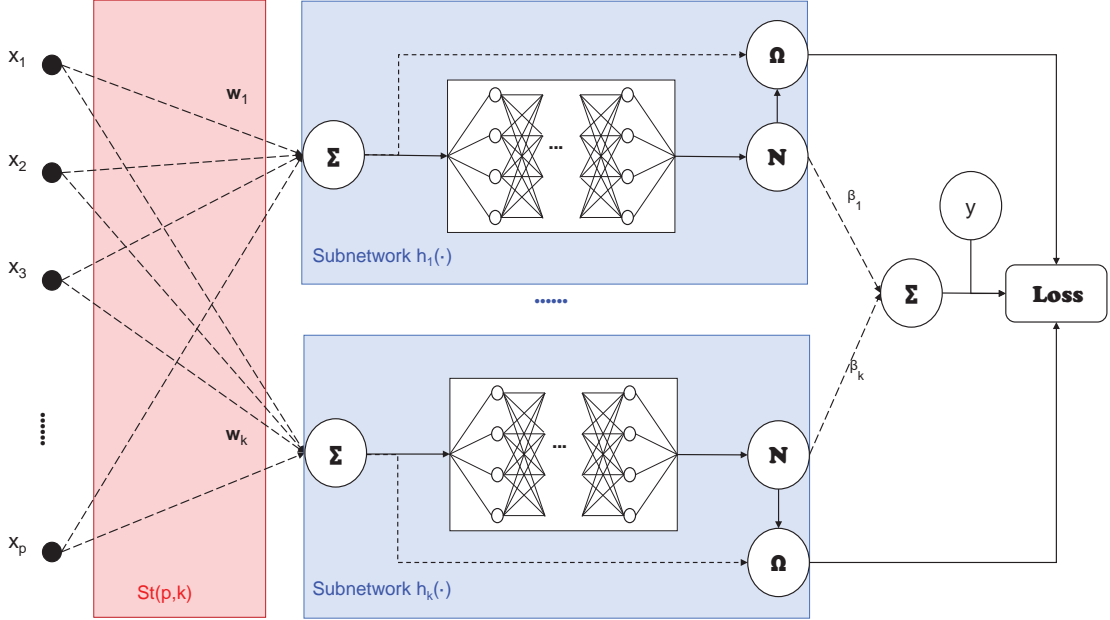 x1
x2
x3
......
xp
w1
wk
St(p,k)
Σ
...
Ω
N
Subnetwork h1(·)
......
Σ
...
N
Ω
Subnetwork hk(·)
β1
βk
Σ
y
Loss